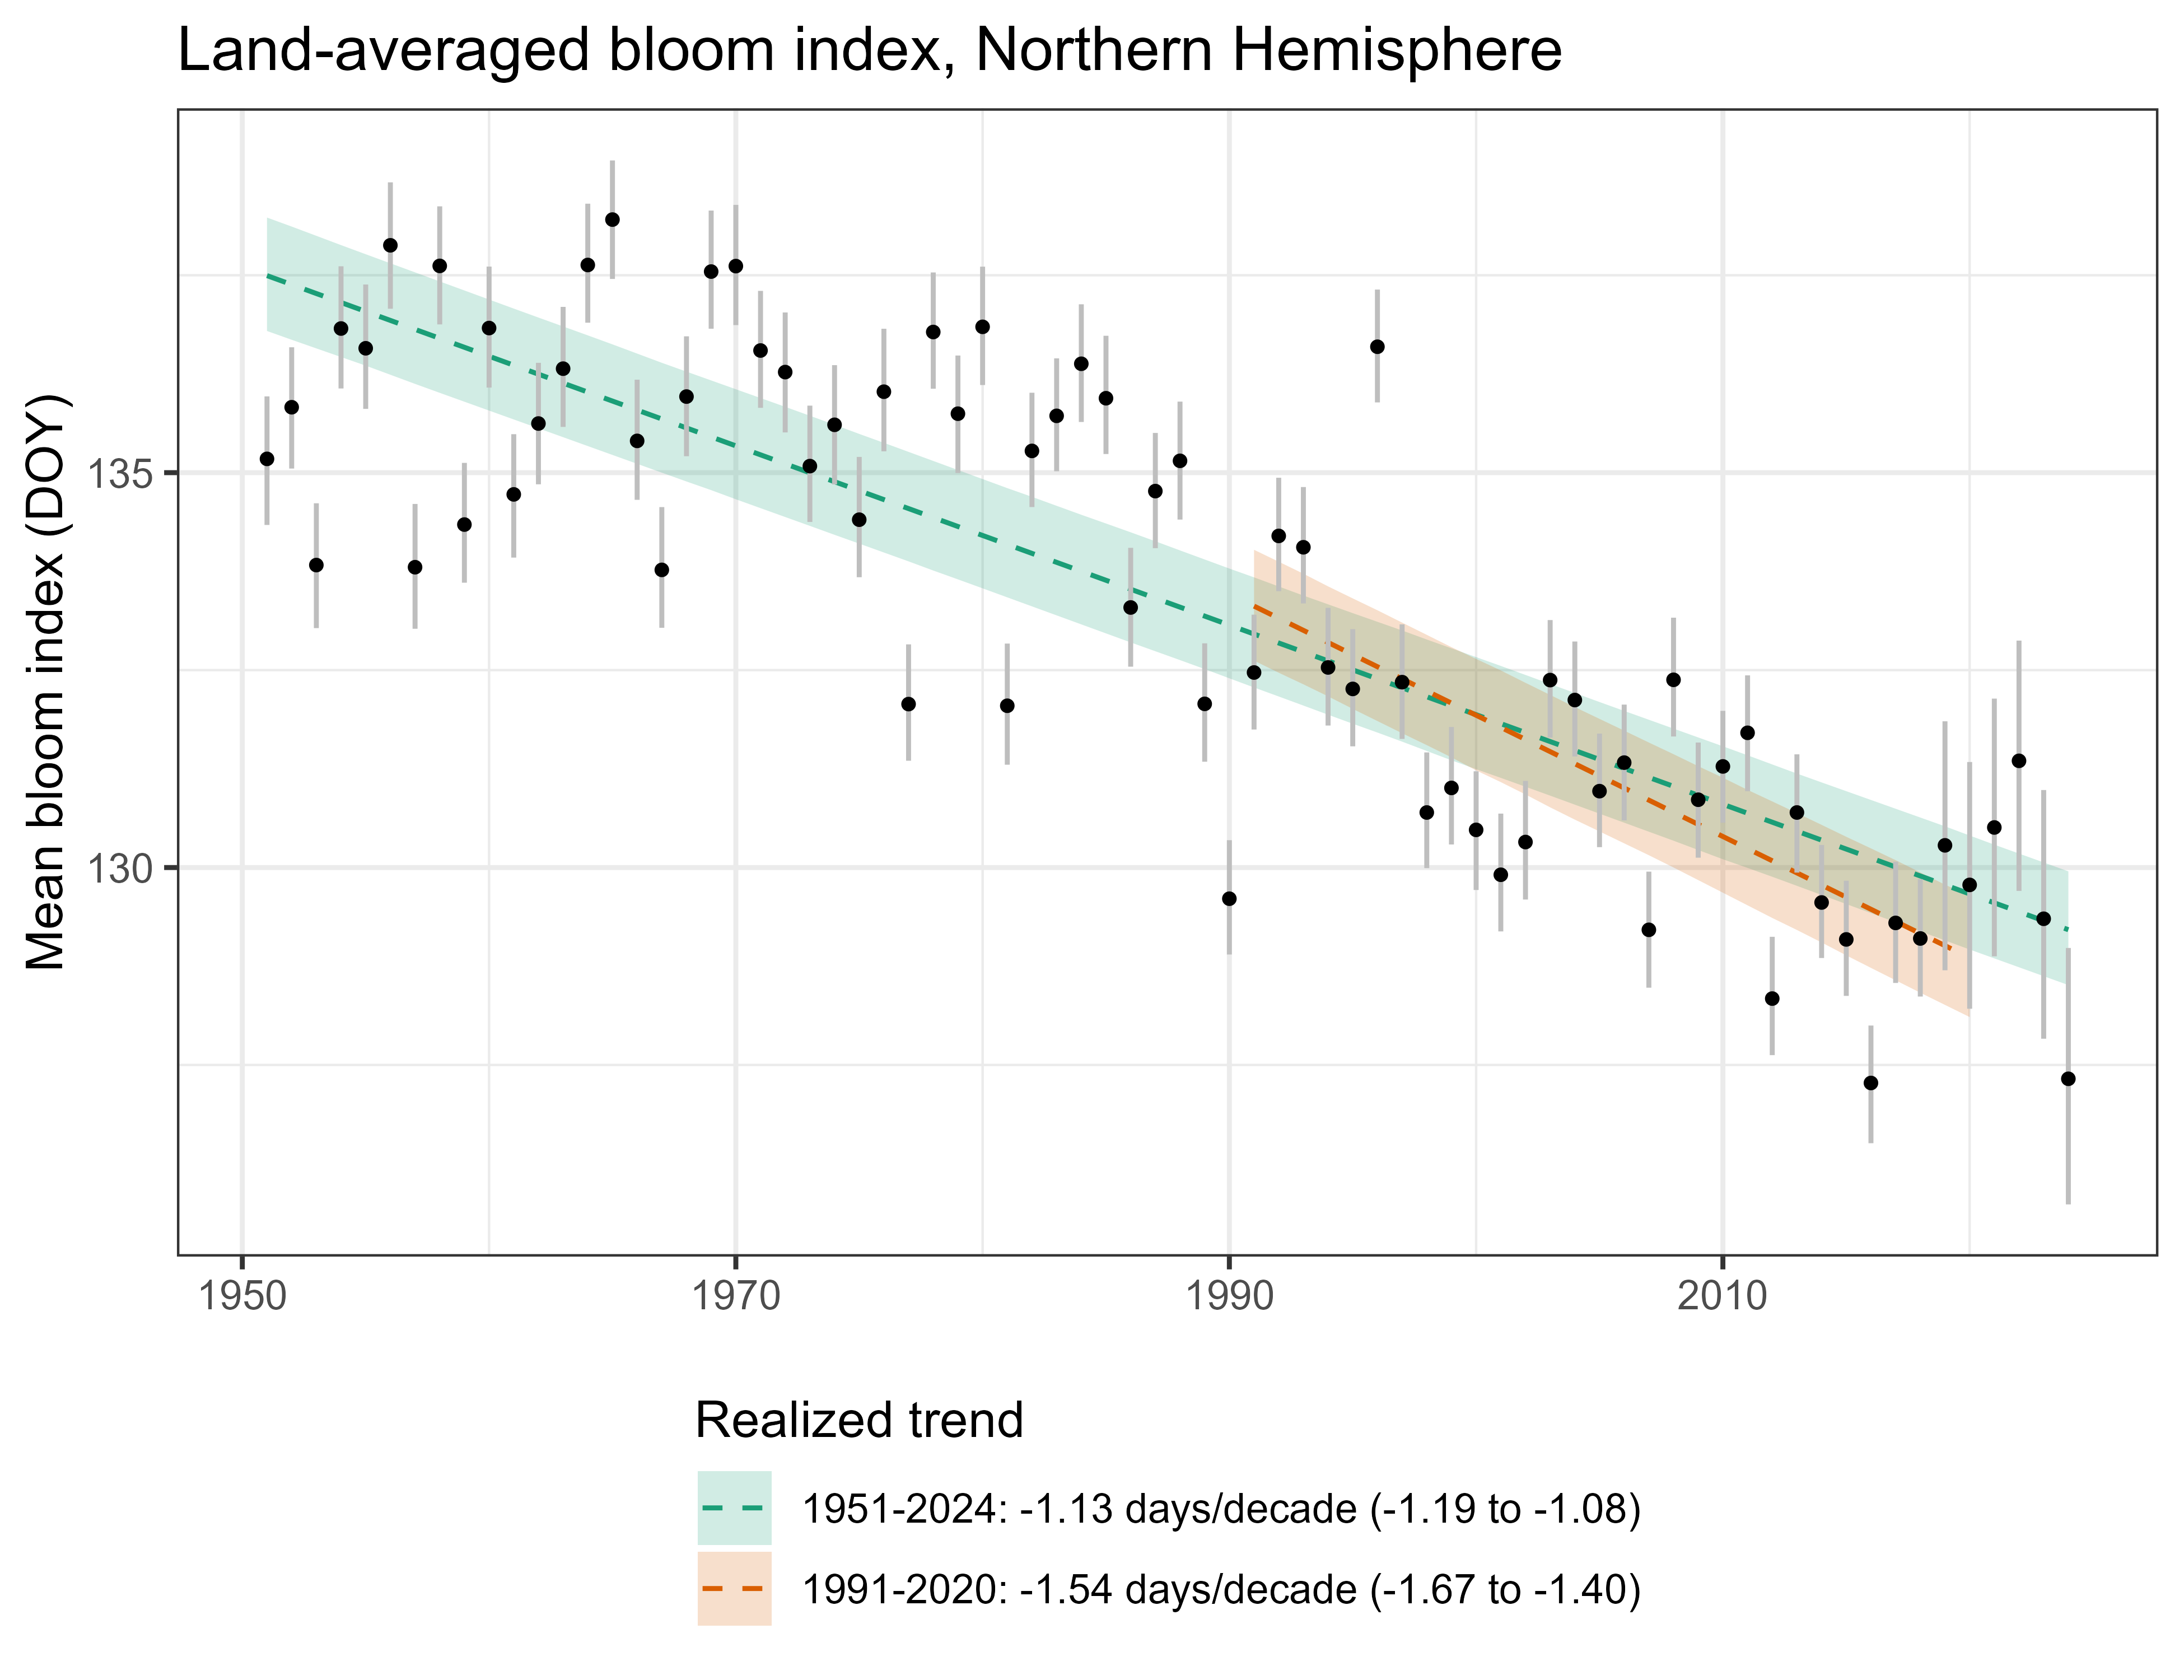 Land-averaged bloom index, Northern Hemisphere
Mean bloom index (DOY)
135
130
1950 1970 1990 2010
Realized trend
1951-2024: -1.13 days/decade (-1.19 to -1.08)
1991-2020: -1.54 days/decade (-1.67 to -1.40)